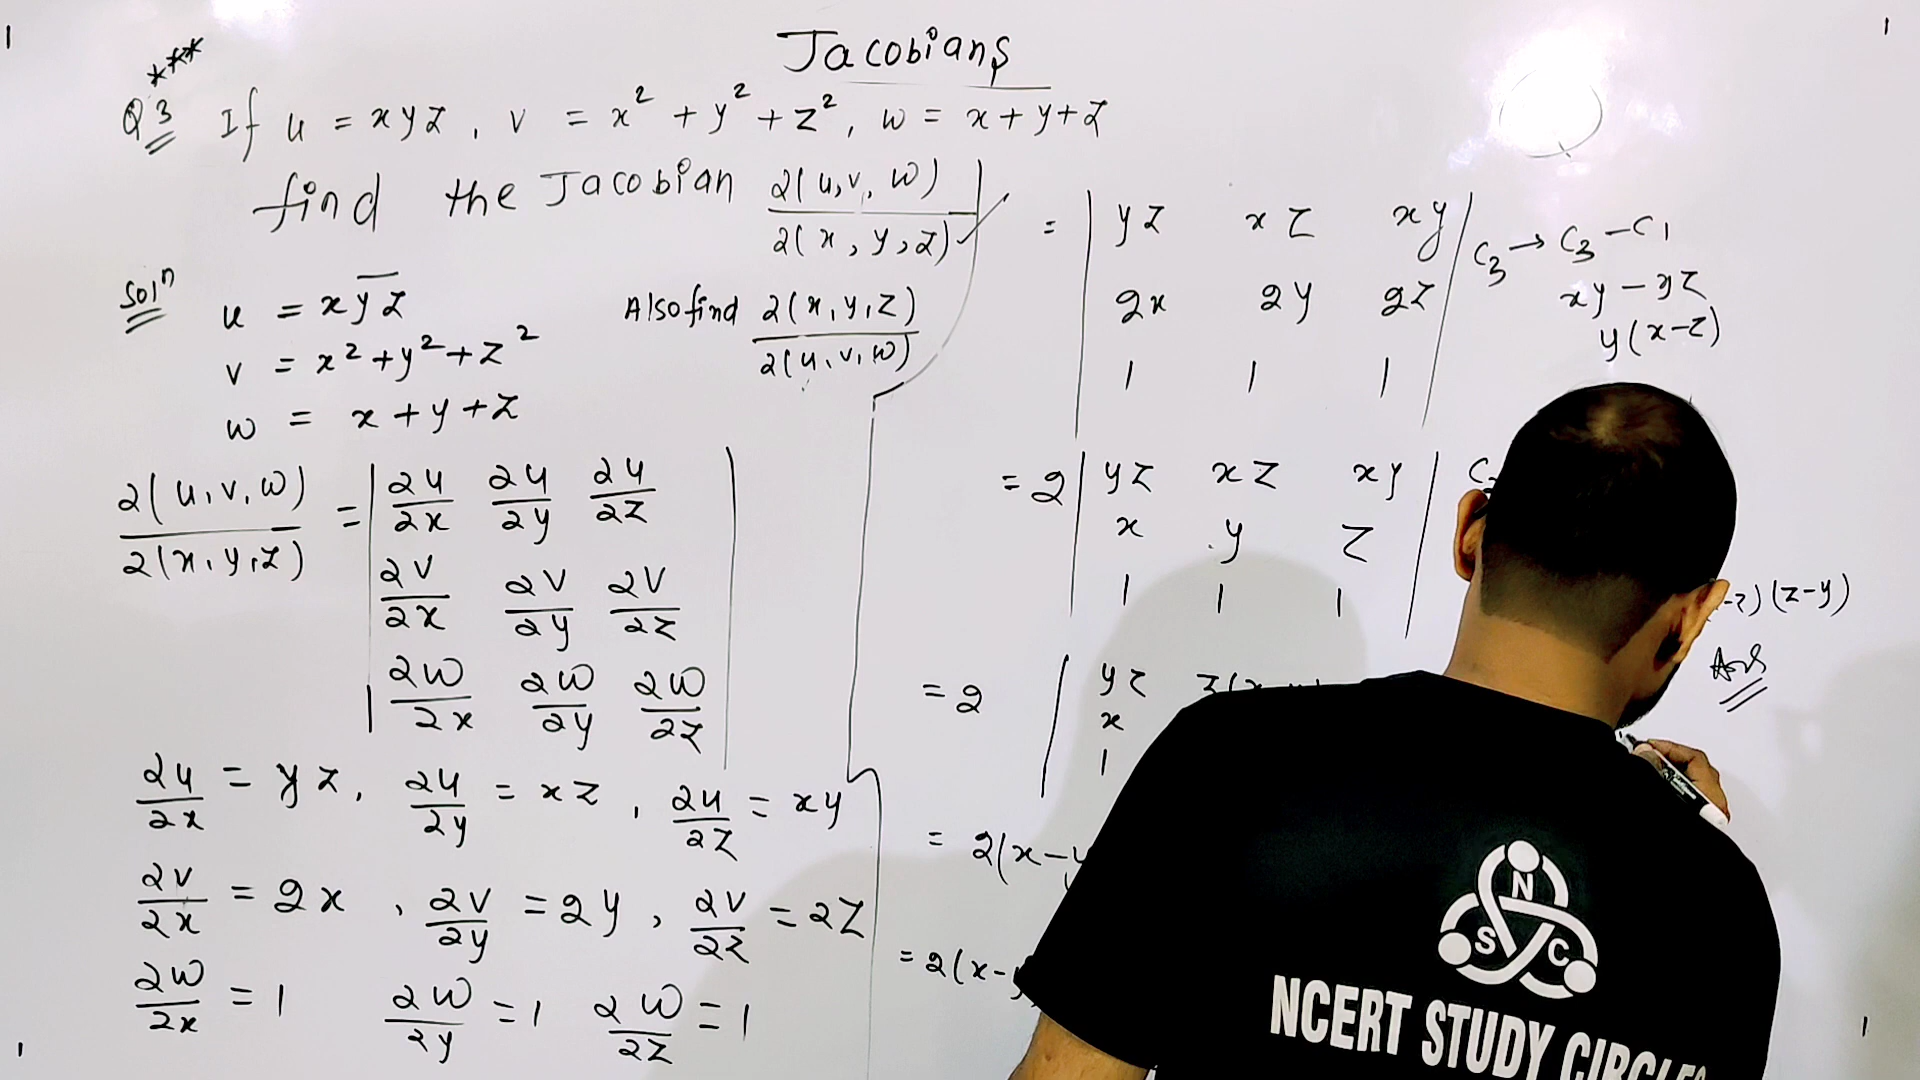 Jacobians
***
Q3 If u = xyz, v = x² + y² + z², w = x+y+z
find the Jacobian ∂(u,v,w)/∂(x,y,z)
Solⁿ u = xyz
v = x²+y²+z²
w = x+y+z
Also find ∂(x,y,z)/∂(u,v,w)
∂(u,v,w)/∂(x,y,z) = | ∂u/∂x ∂u/∂y ∂u/∂z
∂v/∂x ∂v/∂y ∂v/∂z
∂w/∂x ∂w/∂y ∂w/∂z |
∂u/∂x = yz, ∂u/∂y = xz, ∂u/∂z = xy
∂v/∂x = 2x, ∂v/∂y = 2y, ∂v/∂z = 2z
∂w/∂x = 1 ∂w/∂y = 1 ∂w/∂z = 1
= | yz xz xy |
2x 2y 2z
1 1 1
C₃ → C₃ - C₁
xy - yz
y(x-z)
= 2 | yz xz xy |
x y z
1 1 1
(z-y)
Ans
= 2 | yz
x
1
= 2(x-y
= 2(x-y
N
S C
NCERT STUDY CIRCLES